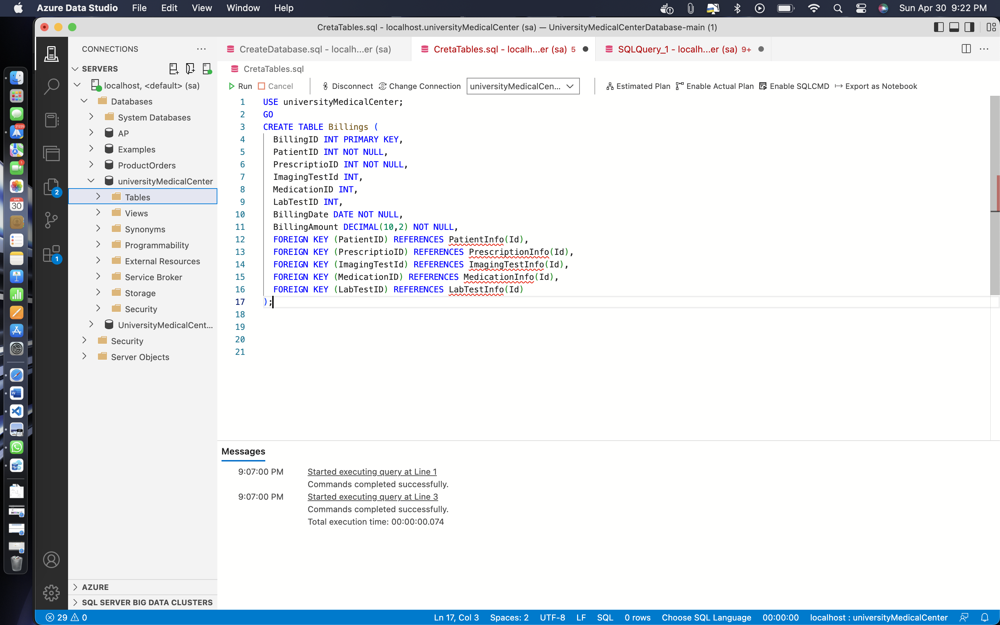 Azure Data Studio File Edit View Window Help Sun Apr 30 9:22 PM
CretaTables.sql - localhost.universityMedicalCenter (sa) — UniversityMedicalCenterDatabase-main (1)
CONNECTIONS
CreateDatabase.sql - localh...er (sa)
CretaTables.sql - localh...er (sa) 5
SQLQuery_1 - localh...er (sa) 9+
SERVERS
CretaTables.sql
Run Cancel Disconnect Change Connection universityMedicalCen... Estimated Plan Enable Actual Plan Enable SQLCMD Export as Notebook
localhost, <default> (sa)
Databases
System Databases
AP
Examples
ProductOrders
universityMedicalCenter
Tables
Views
Synonyms
Programmability
External Resources
Service Broker
Storage
Security
UniversityMedicalCent...
Security
Server Objects
AZURE
SQL SERVER BIG DATA CLUSTERS
21225
1
APR
30
2
1
1 USE universityMedicalCenter;
2 GO
3 CREATE TABLE Billings (
4 BillingID INT PRIMARY KEY,
5 PatientID INT NOT NULL,
6 PrescriptioID INT NOT NULL,
7 ImagingTestId INT,
8 MedicationID INT,
9 LabTestID INT,
10 BillingDate DATE NOT NULL,
11 BillingAmount DECIMAL(10,2) NOT NULL,
12 FOREIGN KEY (PatientID) REFERENCES PatientInfo(Id),
13 FOREIGN KEY (PrescriptioID) REFERENCES PrescriptionInfo(Id),
14 FOREIGN KEY (ImagingTestId) REFERENCES ImagingTestInfo(Id),
15 FOREIGN KEY (MedicationID) REFERENCES MedicationInfo(Id),
16 FOREIGN KEY (LabTestID) REFERENCES LabTestInfo(Id)
17 );
18
19
20
21
Messages
9:07:00 PM Started executing query at Line 1
Commands completed successfully.
9:07:00 PM Started executing query at Line 3
Commands completed successfully.
Total execution time: 00:00:00.074
29 0 Ln 17, Col 3 Spaces: 2 UTF-8 LF SQL 0 rows Choose SQL Language 00:00:00 localhost : universityMedicalCenter